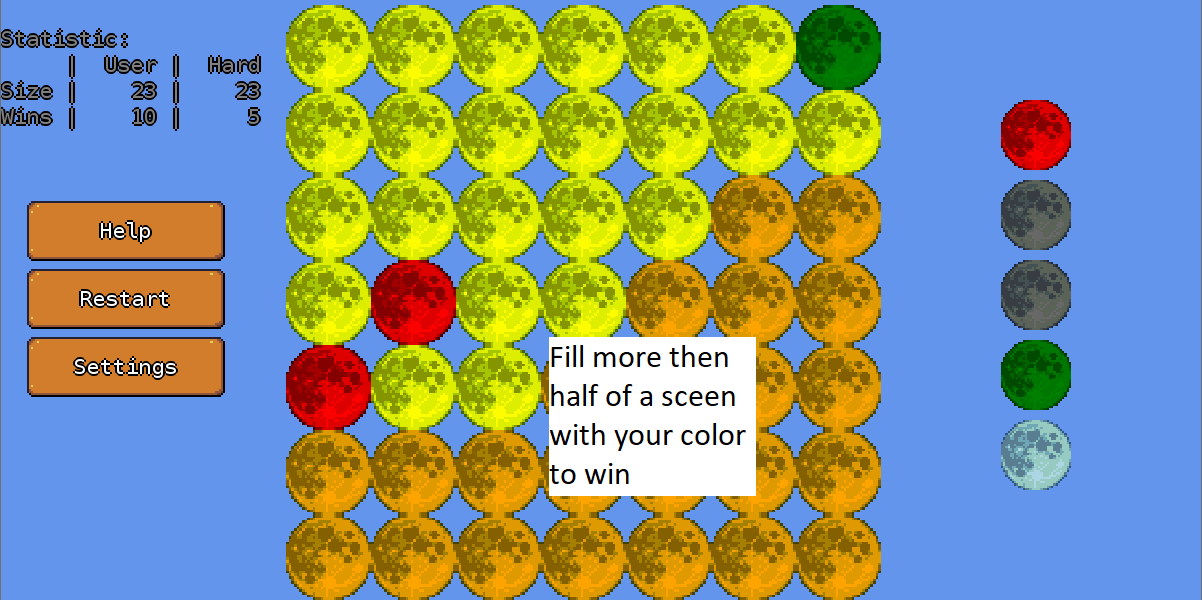 Statistic:
| User | Hard
Size | 23 | 23
Wins | 10 | 5
Help
Restart
Settings
Fill more then
half of a sceen
with your color
to win